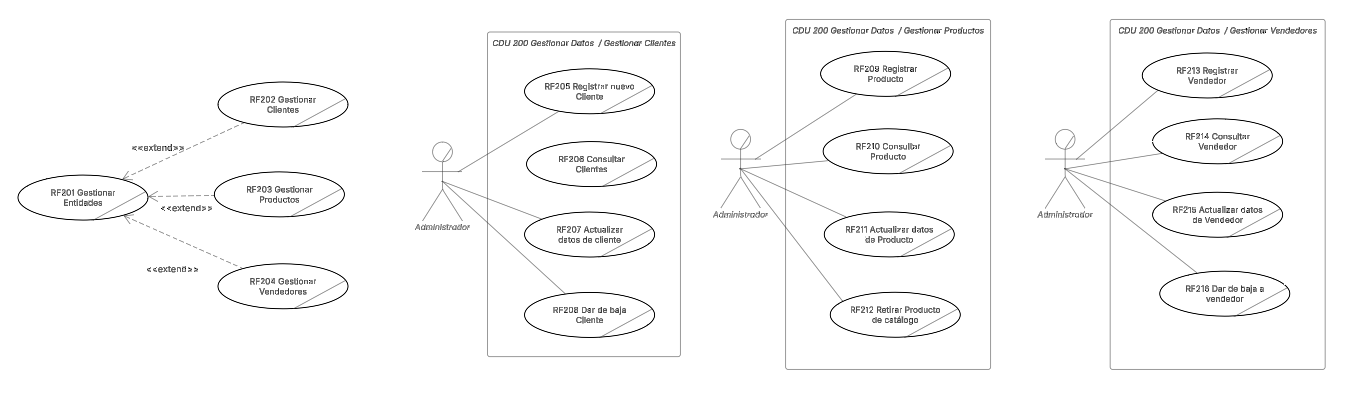 RF202 Gestionar
Clientes
<<extend>>
RF201 Gestionar
Entidades
RF203 Gestionar
Productos
<<extend>>
<<extend>>
RF204 Gestionar
Vendedores
CDU 200 Gestionar Datos / Gestionar Clientes
RF205 Registrar nuevo
Cliente
RF206 Consultar
Clientes
RF207 Actualizar
datos de cliente
RF208 Dar de baja
Cliente
Administrador
CDU 200 Gestionar Datos / Gestionar Productos
RF209 Registrar
Producto
RF210 Consultar
Producto
RF211 Actualizar datos
de Producto
RF212 Retirar Producto
de catálogo
Administrador
CDU 200 Gestionar Datos / Gestionar Vendedores
RF213 Registrar
Vendedor
RF214 Consultar
Vendedor
RF215 Actualizar datos
de Vendedor
RF216 Dar de baja a
vendedor
Administrador